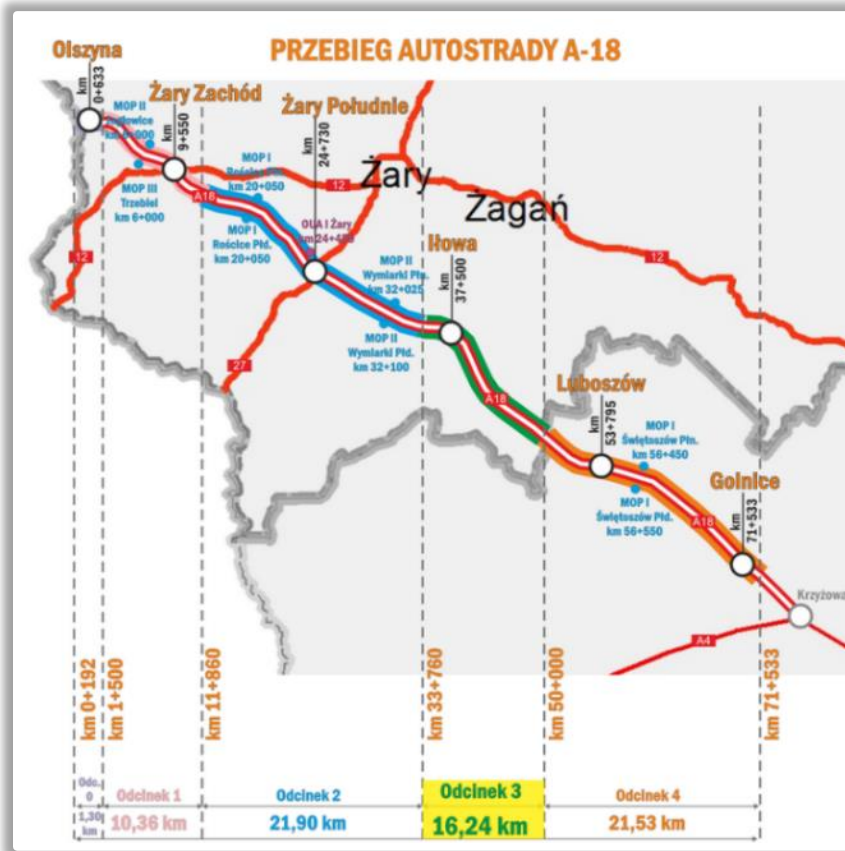 PRZEBIEG AUTOSTRADY A-18
Olszyna
km
0+633
Żary Zachód
km
9+550
Żary Południe
km
24+730
MOP II
MOP III
Trzebiel
km 6+000
MOP I
km 20+050
MOP I
Rościce Płd.
km 20+050
OUA I Żary
Żary
Żagań
12
12
12
27
A18
Iłowa
km
37+500
MOP II
Wymiarki Płn.
km 32+025
MOP II
Wymiarki Płd.
km 32+100
A18
Luboszów
km
53+795
MOP I
Świętoszów Płn.
km 56+450
MOP I
Świętoszów Płd.
km 56+550
Golnice
km
71+533
A18
Krzyżowa
A4
km 0+192
km 1+500
km 11+860
km 33+760
km 50+000
km 71+533
Odc.
0
1,30
km
Odcinek 1
10,36 km
Odcinek 2
21,90 km
Odcinek 3
16,24 km
Odcinek 4
21,53 km